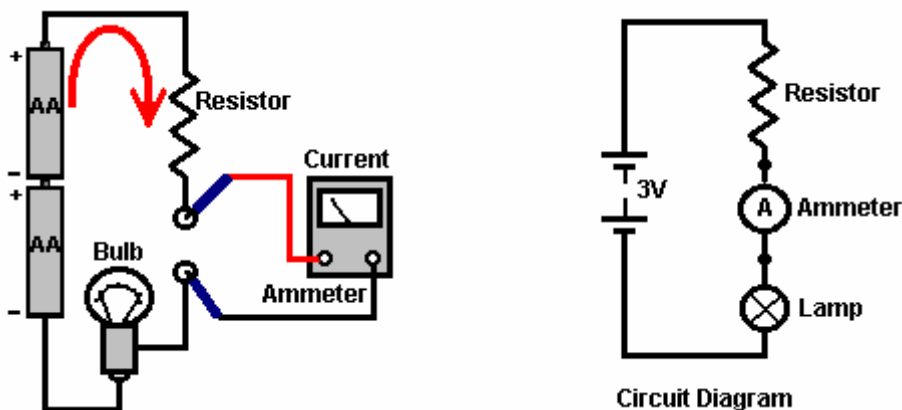 +
AA
−
+
AA
−
Resistor
Current
Bulb
Ammeter
Resistor
3V
A
Ammeter
Lamp
Circuit Diagram